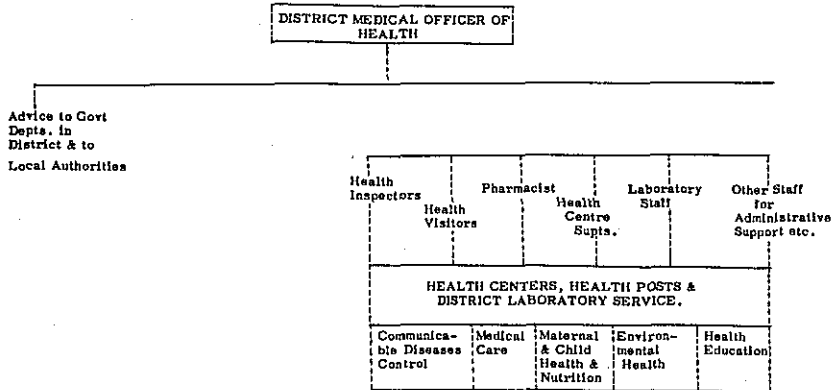 DISTRICT MEDICAL OFFICER OF
HEALTH
Advice to Govt
Depts. in
District & to
Local Authorities
Health
Inspectors
Health
Visitors
Pharmacist
Health
Centre
Supts.
Laboratory
Staff
Other Staff
for
Administrative
Support etc.
HEALTH CENTERS, HEALTH POSTS &
DISTRICT LABORATORY SERVICE.
Communica-
ble Diseases
Control
Medical
Care
Maternal
& Child
Health &
Nutrition
Environ-
mental
Health
Health
Education